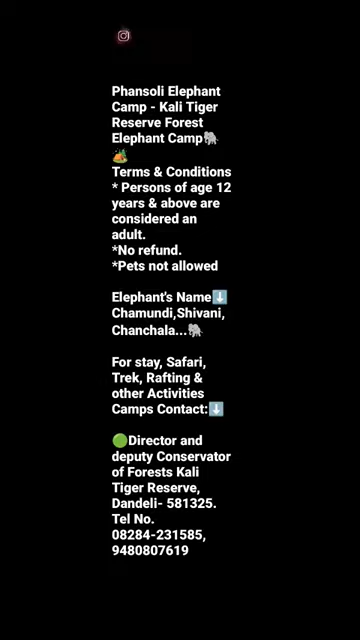 Phansoli Elephant
Camp - Kali Tiger
Reserve Forest
Elephant Camp🐘
🏕️
Terms & Conditions
* Persons of age 12
years & above are
considered an
adult.
*No refund.
*Pets not allowed
Elephant's Name⬇️
Chamundi,Shivani,
Chanchala...🐘
For stay, Safari,
Trek, Rafting &
other Activities
Camps Contact:⬇️
🟢Director and
deputy Conservator
of Forests Kali
Tiger Reserve,
Dandeli- 581325.
Tel No.
08284-231585,
9480807619